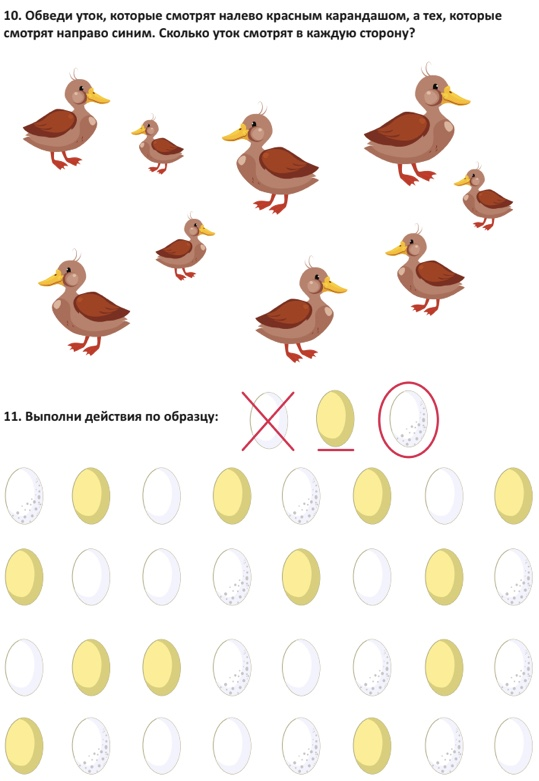 10. Обведи уток, которые смотрят налево красным карандашом, а тех, которые
смотрят направо синим. Сколько уток смотрят в каждую сторону?
11. Выполни действия по образцу: